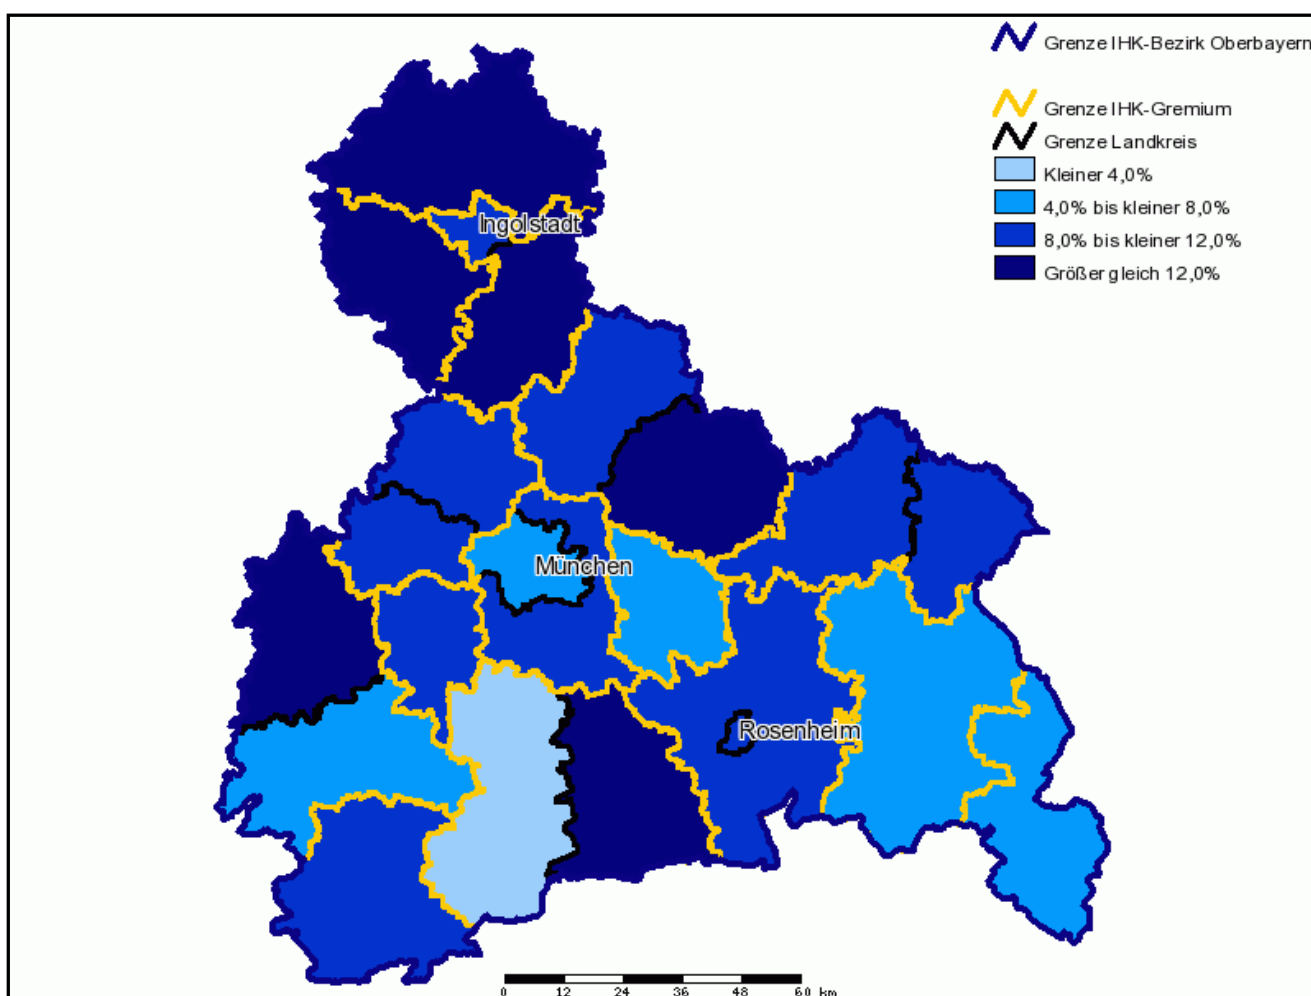 Grenze IHK-Bezirk Oberbayern
Grenze IHK-Gremium
Grenze Landkreis
Kleiner 4,0%
4,0% bis kleiner 8,0%
8,0% bis kleiner 12,0%
Größer gleich 12,0%
Ingolstadt
München
Rosenheim
0 12 24 36 48 60 km